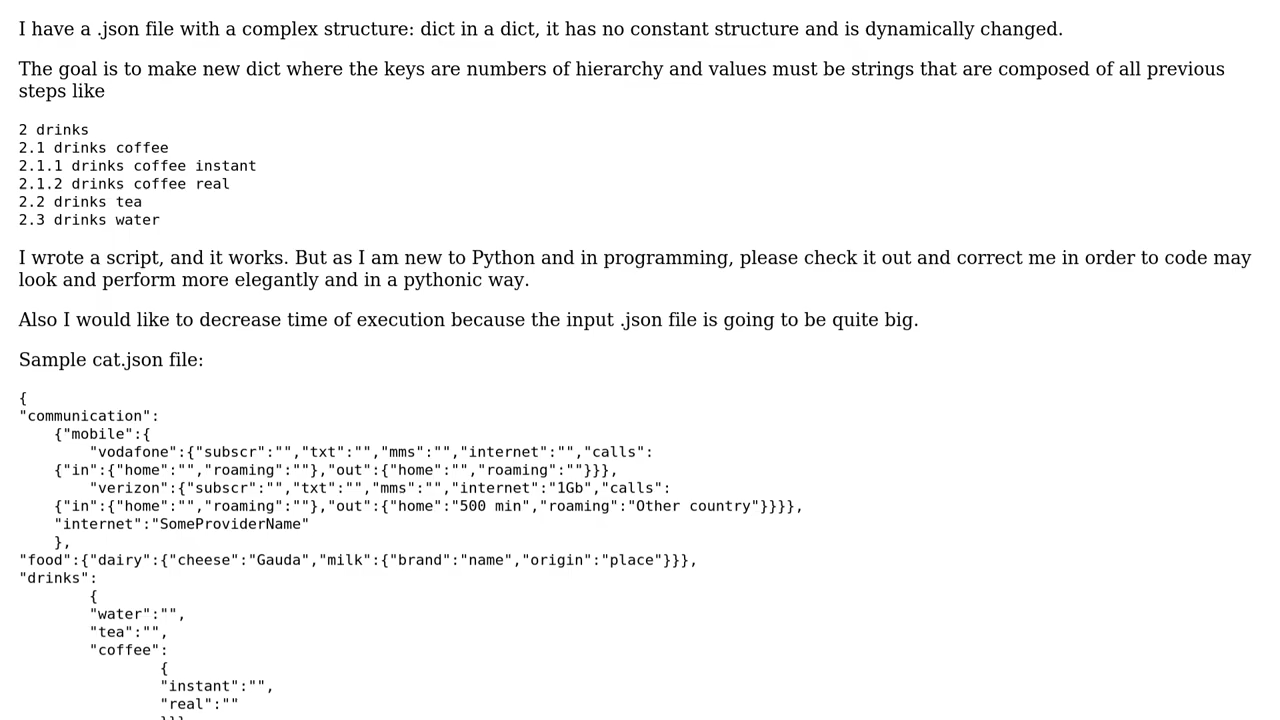 I have a .json file with a complex structure: dict in a dict, it has no constant structure and is dynamically changed.
The goal is to make new dict where the keys are numbers of hierarchy and values must be strings that are composed of all previous
steps like
2 drinks
2.1 drinks coffee
2.1.1 drinks coffee instant
2.1.2 drinks coffee real
2.2 drinks tea
2.3 drinks water
I wrote a script, and it works. But as I am new to Python and in programming, please check it out and correct me in order to code may
look and perform more elegantly and in a pythonic way.
Also I would like to decrease time of execution because the input .json file is going to be quite big.
Sample cat.json file:
{
"communication":
    {"mobile":{
        "vodafone":{"subscr":"","txt":"","mms":"","internet":"","calls":
    {"in":{"home":"","roaming":""},"out":{"home":"","roaming":""}}},
        "verizon":{"subscr":"","txt":"","mms":"","internet":"1Gb","calls":
    {"in":{"home":"","roaming":""},"out":{"home":"500 min","roaming":"Other country"}}}},
    "internet":"SomeProviderName"
    },
"food":{"dairy":{"cheese":"Gauda","milk":{"brand":"name","origin":"place"}}},
"drinks":
        {
        "water":"",
        "tea":"",
        "coffee":
                {
                "instant":"",
                "real":""
                }}}